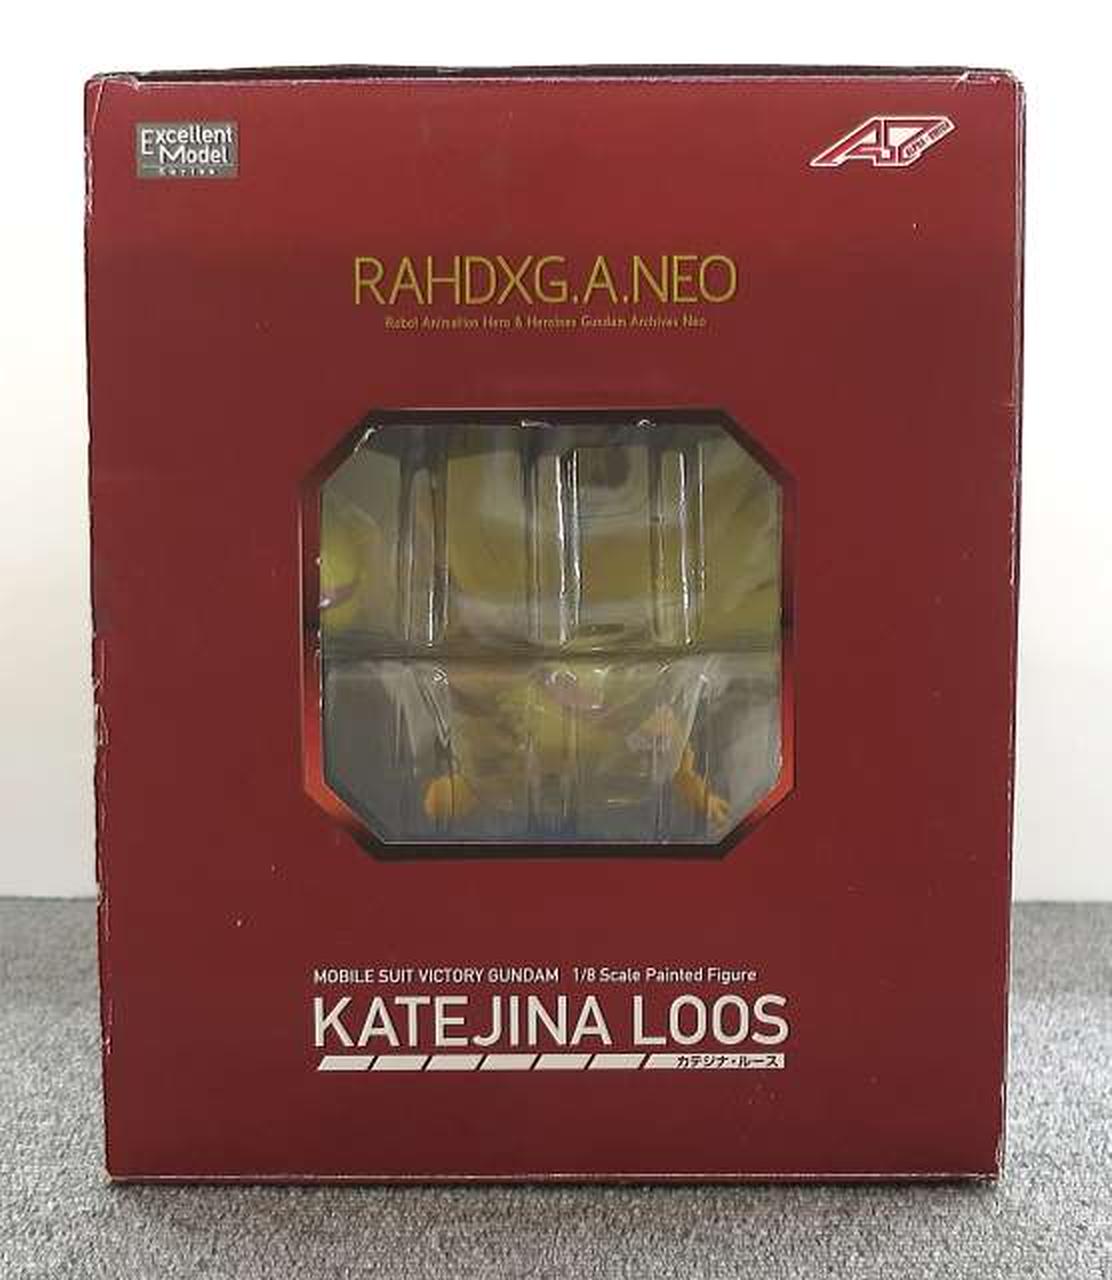 Excellent
Model
Series
RAHDXG.A.NEO
Robot Animation Hero & Heroines Gundam Archives Neo
MOBILE SUIT VICTORY GUNDAM 1/8 Scale Painted Figure
KATEJINA LOOS
カテジナ・ルース